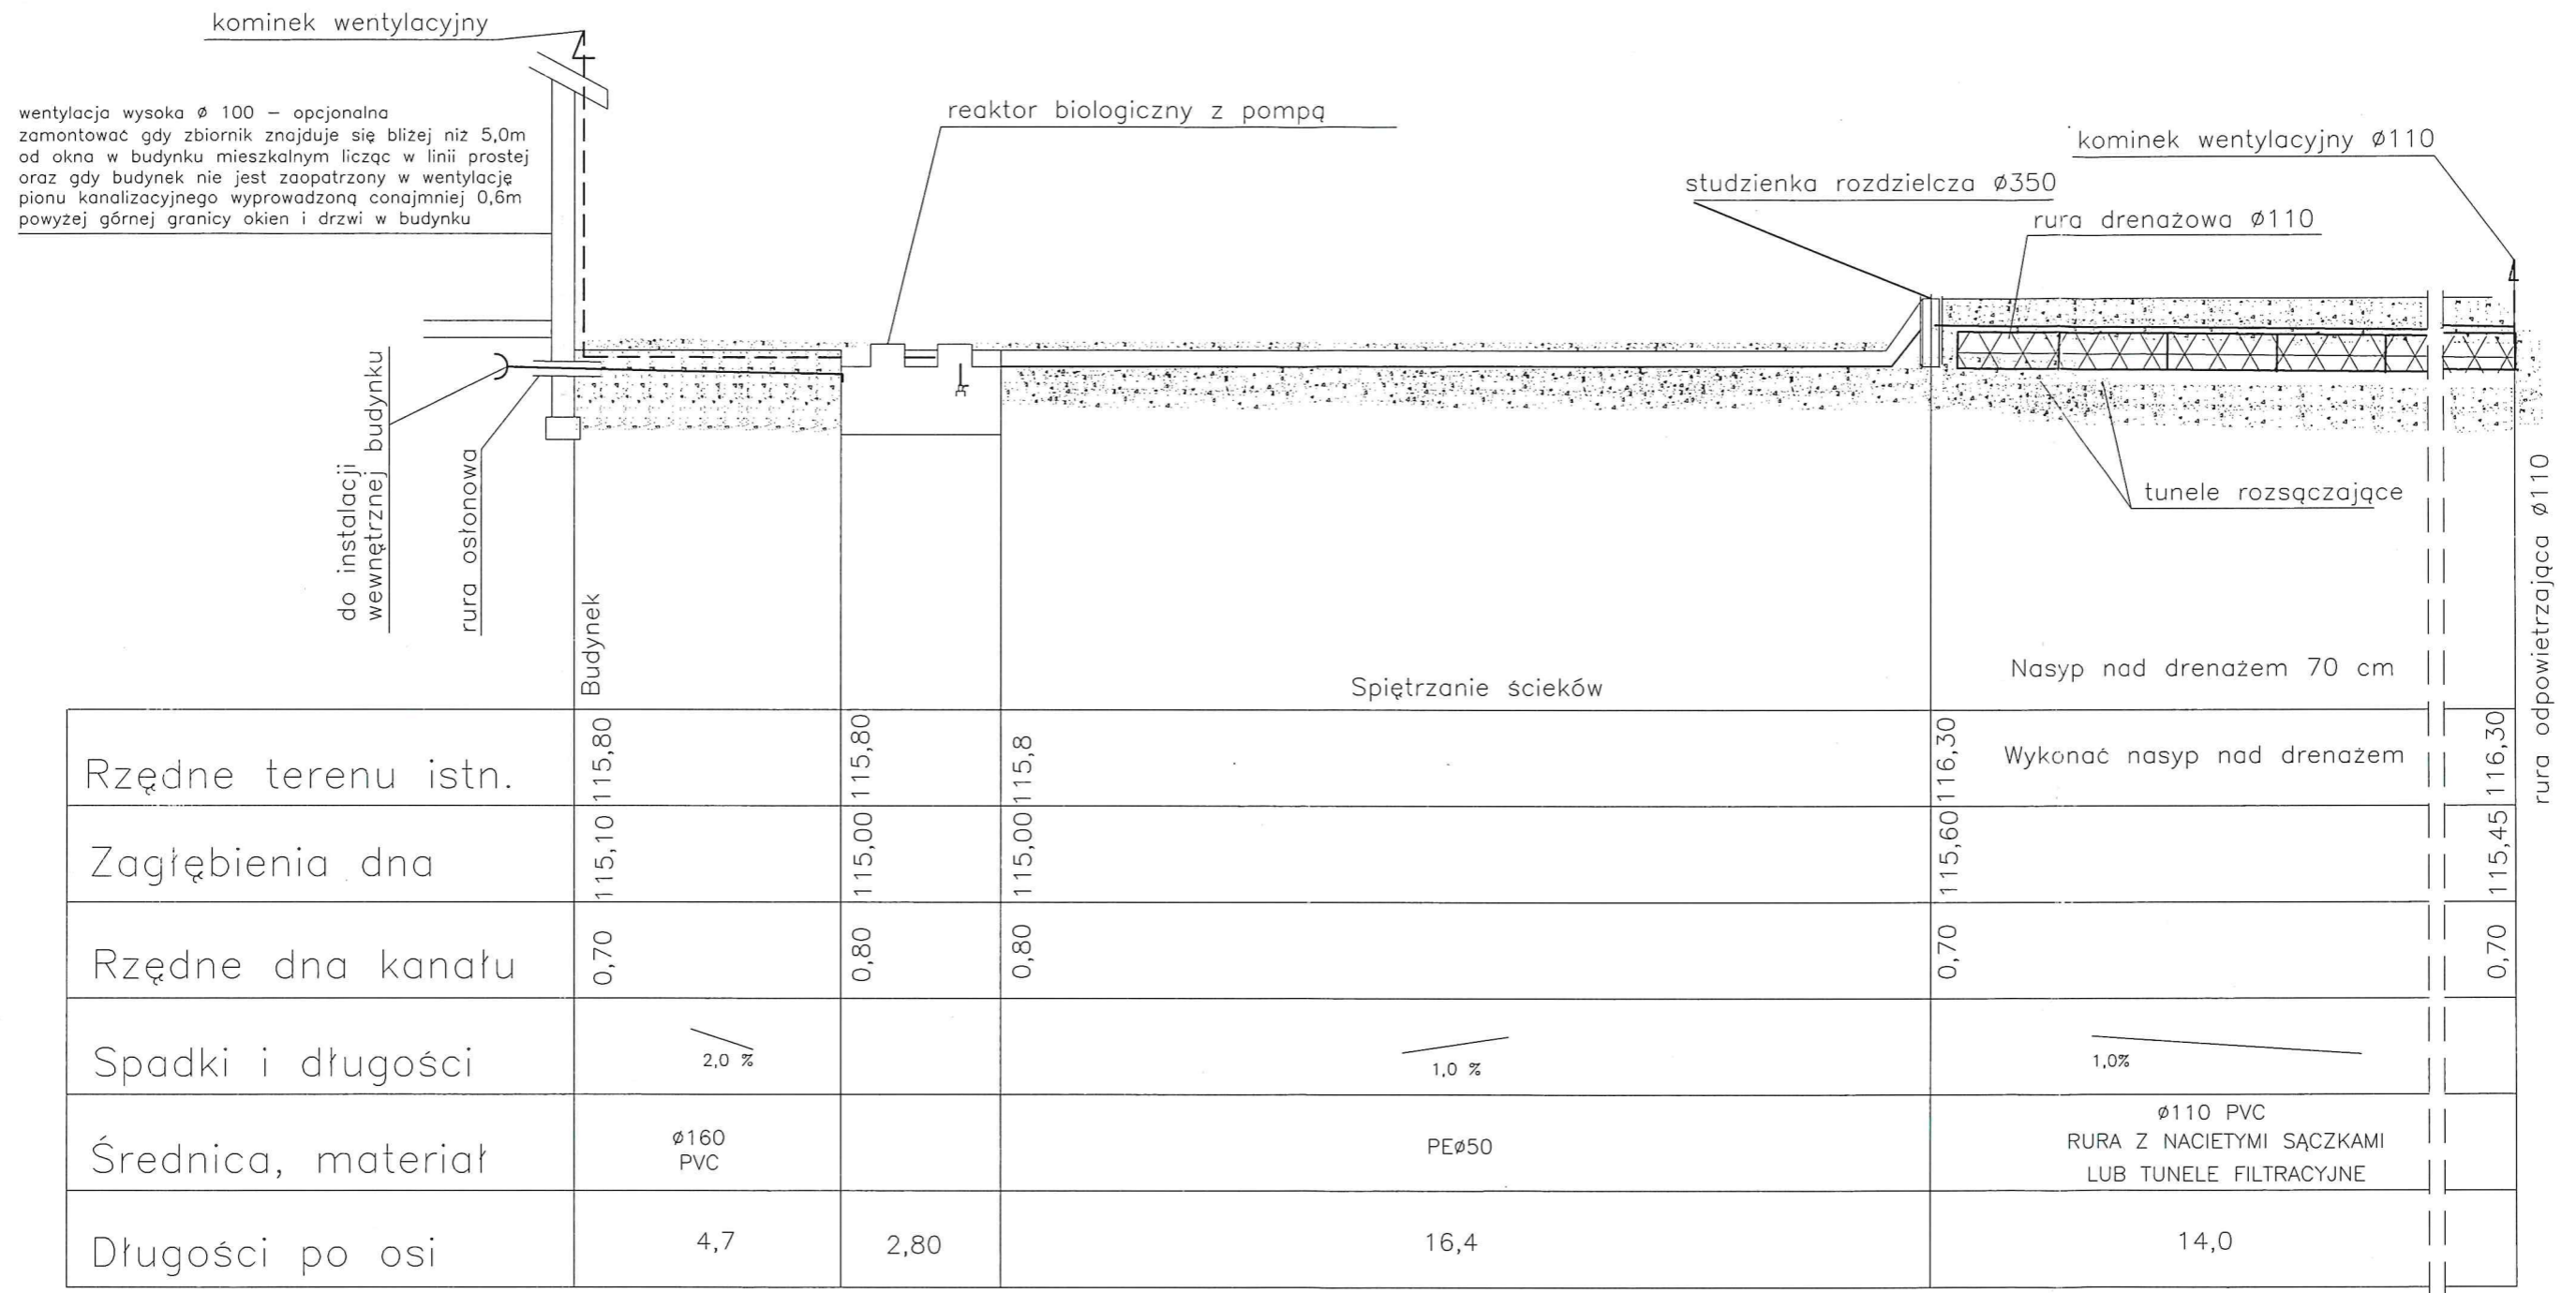 kominek wentylacyjny
wentylacja wysoka ø 100 – opcjonalna
zamontować gdy zbiornik znajduje się bliżej niż 5,0m
od okna w budynku mieszkalnym licząc w linii prostej
oraz gdy budynek nie jest zaopatrzony w wentylację
pionu kanalizacyjnego wyprowadzoną conajmniej 0,6m
powyżej górnej granicy okien i drzwi w budynku
reaktor biologiczny z pompą
kominek wentylacyjny ø110
studzienka rozdzielcza ø350
rura drenażowa ø110
tunele rozsączające
rura odpowietrzająca ø110
do instalacji
wewnętrznej budynku
rura osłonowa
Budynek
Spiętrzanie ścieków
Nasyp nad drenażem 70 cm
Rzędne terenu istn.
115,80
115,80
115,8
116,30
Wykonać nasyp nad drenażem
116,30
Zagłębienia dna
115,10
115,00
115,00
115,60
115,45
Rzędne dna kanału
0,70
0,80
0,80
0,70
0,70
Spadki i długości
2,0 %
1,0 %
1,0%
Średnica, materiał
ø160
PVC
PEø50
ø110 PVC
RURA Z NACIETYMI SĄCZKAMI
LUB TUNELE FILTRACYJNE
Długości po osi
4,7
2,80
16,4
14,0